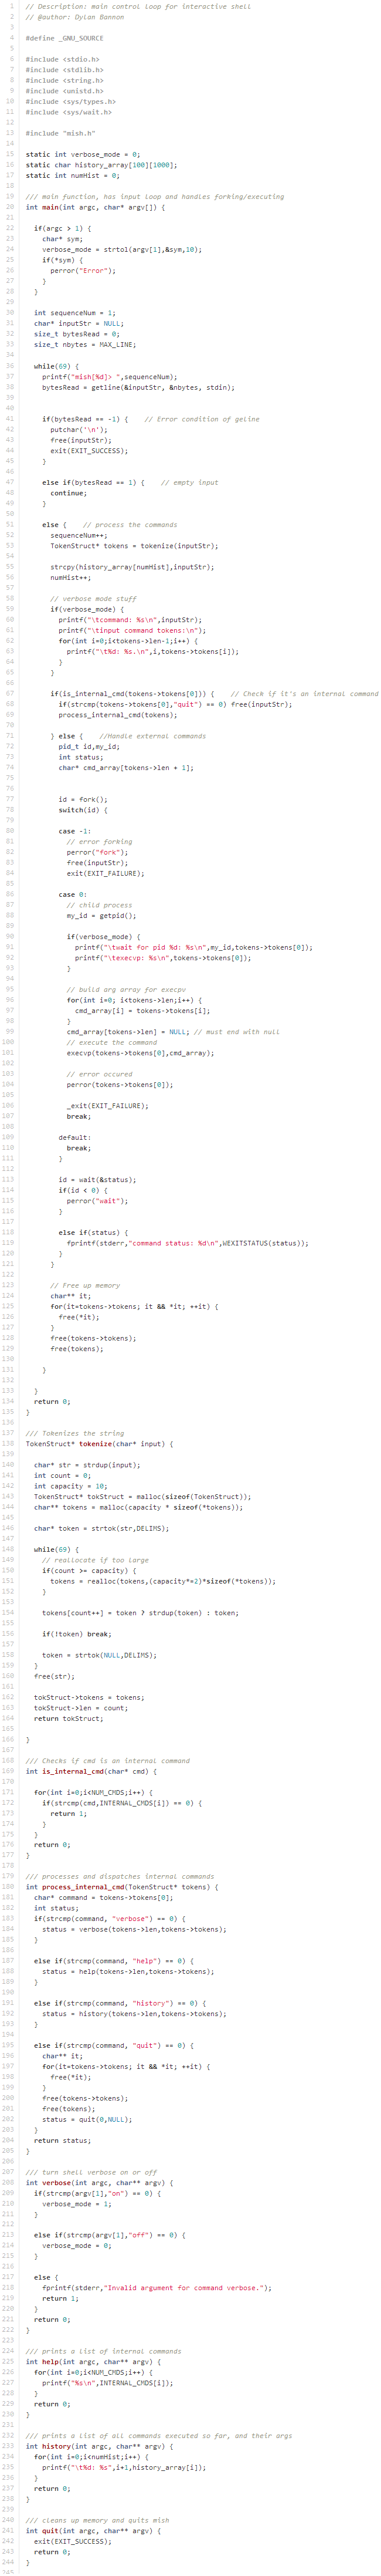 1 // Description: main control loop for interactive shell
2 // @author: Dylan Bannon
3
4 #define _GNU_SOURCE
5
6 #include <stdio.h>
7 #include <stdlib.h>
8 #include <string.h>
9 #include <unistd.h>
10 #include <sys/types.h>
11 #include <sys/wait.h>
12
13 #include "mish.h"
14
15 static int verbose_mode = 0;
16 static char history_array[100][1000];
17 static int numHist = 0;
18
19 /// main function, has input loop and handles forking/executing
20 int main(int argc, char* argv[]) {
21
22 if(argc > 1) {
23 char* sym;
24 verbose_mode = strtol(argv[1],&sym,10);
25 if(*sym) {
26 perror("Error");
27 }
28 }
29
30 int sequenceNum = 1;
31 char* inputStr = NULL;
32 size_t bytesRead = 0;
33 size_t nbytes = MAX_LINE;
34
36 while(69) {
37 printf("mish[%d]> ",sequenceNum);
38 bytesRead = getline(&inputStr, &nbytes, stdin);
39
40
41 if(bytesRead == -1) { // Error condition of geline
42 putchar('\n');
43 free(inputStr);
44 exit(EXIT_SUCCESS);
45 }
46
47 else if(bytesRead == 1) { // empty input
48 continue;
49 }
50
51 else { // process the commands
52 sequenceNum++;
53 TokenStruct* tokens = tokenize(inputStr);
54
55 strcpy(history_array[numHist],inputStr);
56 numHist++;
57
58 // verbose mode stuff
59 if(verbose_mode) {
60 printf("\tcommand: %s\n",inputStr);
61 printf("\tinput command tokens:\n");
62 for(int i=0;i<tokens->len-1;i++) {
63 printf("\t%d: %s.\n",i,tokens->tokens[i]);
64 }
65 }
66
67 if(is_internal_cmd(tokens->tokens[0])) { // Check if it's an internal command
68 if(strcmp(tokens->tokens[0],"quit") == 0) free(inputStr);
69 process_internal_cmd(tokens);
70
71 } else { //Handle external commands
72 pid_t id,my_id;
73 int status;
74 char* cmd_array[tokens->len + 1];
75
76
77 id = fork();
78 switch(id) {
79
80 case -1:
81 // error forking
82 perror("fork");
83 free(inputStr);
84 exit(EXIT_FAILURE);
85
86 case 0:
87 // child process
88 my_id = getpid();
89
90 if(verbose_mode) {
91 printf("\twait for pid %d: %s\n",my_id,tokens->tokens[0]);
92 printf("\texecvp: %s\n",tokens->tokens[0]);
93 }
94
95 // build arg array for execpv
96 for(int i=0; i<tokens->len;i++) {
97 cmd_array[i] = tokens->tokens[i];
98 }
99 cmd_array[tokens->len] = NULL; // must end with null
100 // execute the command
101 execvp(tokens->tokens[0],cmd_array);
102
103 // error occured
104 perror(tokens->tokens[0]);
105
106 _exit(EXIT_FAILURE);
107 break;
108
109 default:
110 break;
111 }
112
113 id = wait(&status);
114 if(id < 0) {
115 perror("wait");
116 }
117
118 else if(status) {
119 fprintf(stderr,"command status: %d\n",WEXITSTATUS(status));
120 }
121 }
122
123 // Free up memory
124 char** it;
125 for(it=tokens->tokens; it && *it; ++it) {
126 free(*it);
127 }
128 free(tokens->tokens);
129 free(tokens);
130
131 }
132
133 }
134 return 0;
135 }
136
137 /// Tokenizes the string
138 TokenStruct* tokenize(char* input) {
139
140 char* str = strdup(input);
141 int count = 0;
142 int capacity = 10;
143 TokenStruct* tokStruct = malloc(sizeof(TokenStruct));
144 char** tokens = malloc(capacity * sizeof(*tokens));
145
146 char* token = strtok(str,DELIMS);
147
148 while(69) {
149 // reallocate if too large
150 if(count >= capacity) {
151 tokens = realloc(tokens,(capacity*=2)*sizeof(*tokens));
152 }
153
154 tokens[count++] = token ? strdup(token) : token;
155
156 if(!token) break;
157
158 token = strtok(NULL,DELIMS);
159 }
160 free(str);
161
162 tokStruct->tokens = tokens;
163 tokStruct->len = count;
164 return tokStruct;
165
166 }
167
168 /// Checks if cmd is an internal command
169 int is_internal_cmd(char* cmd) {
170
171 for(int i=0;i<NUM_CMDS;i++) {
172 if(strcmp(cmd,INTERNAL_CMDS[i]) == 0) {
173 return 1;
174 }
175 }
176 return 0;
177 }
178
179 /// processes and dispatches internal commands
180 int process_internal_cmd(TokenStruct* tokens) {
181 char* command = tokens->tokens[0];
182 int status;
183 if(strcmp(command, "verbose") == 0) {
184 status = verbose(tokens->len,tokens->tokens);
185 }
186
187 else if(strcmp(command, "help") == 0) {
188 status = help(tokens->len,tokens->tokens);
189 }
190
191 else if(strcmp(command, "history") == 0) {
192 status = history(tokens->len,tokens->tokens);
193 }
194
195 else if(strcmp(command, "quit") == 0) {
196 char** it;
197 for(it=tokens->tokens; it && *it; ++it) {
198 free(*it);
199 }
200 free(tokens->tokens);
201 free(tokens);
202 status = quit(0,NULL);
203 }
204 return status;
205 }
206
207 /// turn shell verbose on or off
208 int verbose(int argc, char** argv) {
209 if(strcmp(argv[1],"on") == 0) {
210 verbose_mode = 1;
211 }
212
213 else if(strcmp(argv[1],"off") == 0) {
214 verbose_mode = 0;
215 }
216
217 else {
218 fprintf(stderr,"Invalid argument for command verbose.");
219 return 1;
220 }
221 return 0;
222 }
223
224 /// prints a list of internal commands
225 int help(int argc, char** argv) {
226 for(int i=0;i<NUM_CMDS;i++) {
227 printf("%s\n",INTERNAL_CMDS[i]);
228 }
229 return 0;
230 }
231
232 /// prints a list of all commands executed so far, and their args
233 int history(int argc, char** argv) {
234 for(int i=0;i<numHist;i++) {
235 printf("\t%d: %s",i+1,history_array[i]);
236 }
237 return 0;
238 }
239
240 /// cleans up memory and quits mish
241 int quit(int argc, char** argv) {
242 exit(EXIT_SUCCESS);
243 return 0;
244 }
245